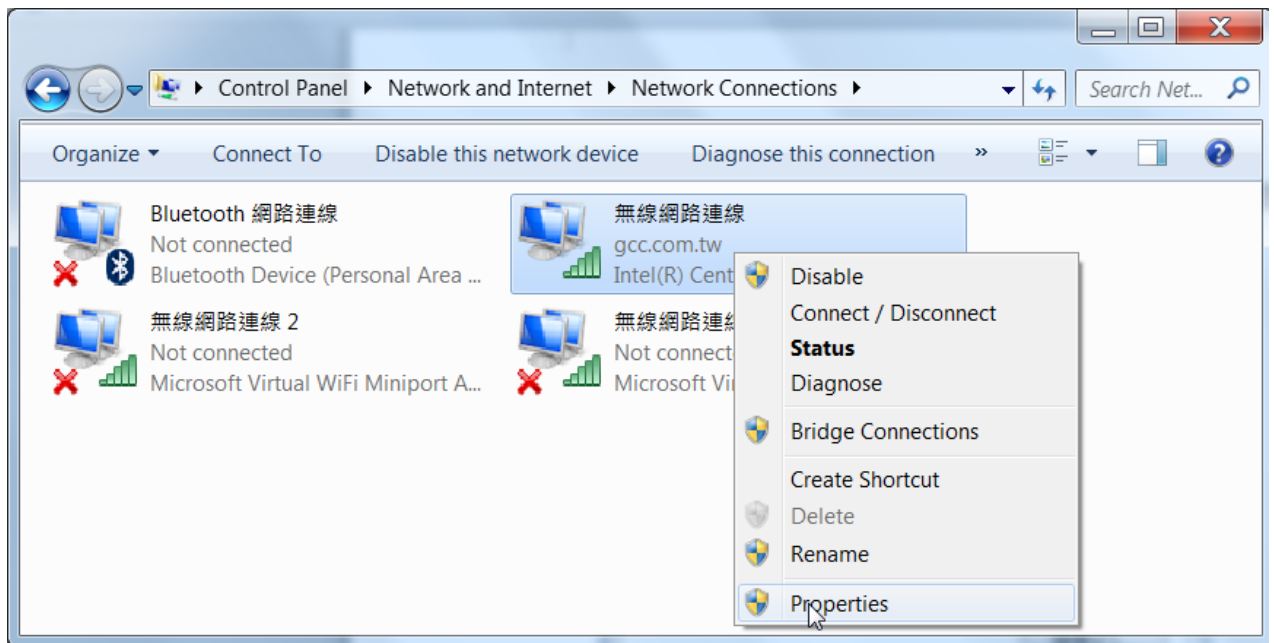 Control Panel Network and Internet Network Connections
Search Net...
Organize Connect To Disable this network device Diagnose this connection »
Bluetooth 網路連線
Not connected
Bluetooth Device (Personal Area ...
無線網路連線
gcc.com.tw
Intel(R) Cent
無線網路連線 2
Not connected
Microsoft Virtual WiFi Miniport A...
無線網路連
Not connect
Microsoft Vi
Disable
Connect / Disconnect
Status
Diagnose
Bridge Connections
Create Shortcut
Delete
Rename
Properties